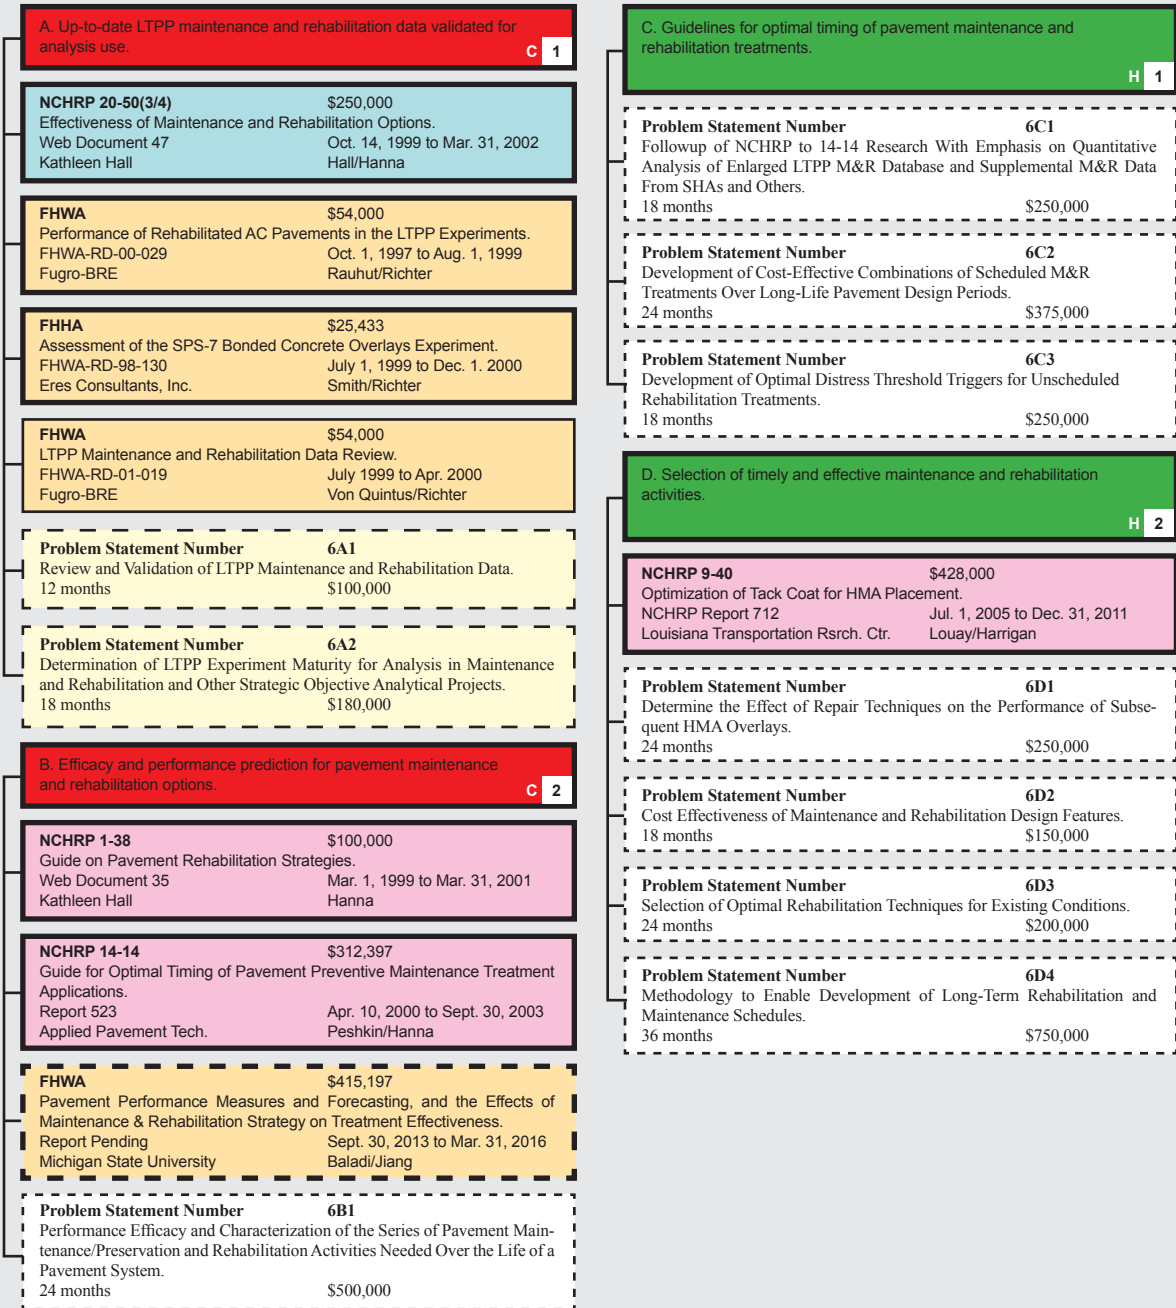 A. Up-to-date LTPP maintenance and rehabilitation data validated for
analysis use.
C 1
NCHRP 20-50(3/4) $250,000
Effectiveness of Maintenance and Rehabilitation Options.
Web Document 47 Oct. 14, 1999 to Mar. 31, 2002
Kathleen Hall Hall/Hanna
FHWA $54,000
Performance of Rehabilitated AC Pavements in the LTPP Experiments.
FHWA-RD-00-029 Oct. 1, 1997 to Aug. 1, 1999
Fugro-BRE Rauhut/Richter
FHHA $25,433
Assessment of the SPS-7 Bonded Concrete Overlays Experiment.
FHWA-RD-98-130 July 1, 1999 to Dec. 1. 2000
Eres Consultants, Inc. Smith/Richter
FHWA $54,000
LTPP Maintenance and Rehabilitation Data Review.
FHWA-RD-01-019 July 1999 to Apr. 2000
Fugro-BRE Von Quintus/Richter
Problem Statement Number 6A1
Review and Validation of LTPP Maintenance and Rehabilitation Data.
12 months $100,000
Problem Statement Number 6A2
Determination of LTPP Experiment Maturity for Analysis in Maintenance
and Rehabilitation and Other Strategic Objective Analytical Projects.
18 months $180,000
B. Efficacy and performance prediction for pavement maintenance
and rehabilitation options.
C 2
NCHRP 1-38 $100,000
Guide on Pavement Rehabilitation Strategies.
Web Document 35 Mar. 1, 1999 to Mar. 31, 2001
Kathleen Hall Hanna
NCHRP 14-14 $312,397
Guide for Optimal Timing of Pavement Preventive Maintenance Treatment
Applications.
Report 523 Apr. 10, 2000 to Sept. 30, 2003
Applied Pavement Tech. Peshkin/Hanna
FHWA $415,197
Pavement Performance Measures and Forecasting, and the Effects of
Maintenance & Rehabilitation Strategy on Treatment Effectiveness.
Report Pending Sept. 30, 2013 to Mar. 31, 2016
Michigan State University Baladi/Jiang
Problem Statement Number 6B1
Performance Efficacy and Characterization of the Series of Pavement Main-
tenance/Preservation and Rehabilitation Activities Needed Over the Life of a
Pavement System.
24 months $500,000
C. Guidelines for optimal timing of pavement maintenance and
rehabilitation treatments.
H 1
Problem Statement Number 6C1
Followup of NCHRP to 14-14 Research With Emphasis on Quantitative
Analysis of Enlarged LTPP M&R Database and Supplemental M&R Data
From SHAs and Others.
18 months $250,000
Problem Statement Number 6C2
Development of Cost-Effective Combinations of Scheduled M&R
Treatments Over Long-Life Pavement Design Periods.
24 months $375,000
Problem Statement Number 6C3
Development of Optimal Distress Threshold Triggers for Unscheduled
Rehabilitation Treatments.
18 months $250,000
D. Selection of timely and effective maintenance and rehabilitation
activities.
H 2
NCHRP 9-40 $428,000
Optimization of Tack Coat for HMA Placement.
NCHRP Report 712 Jul. 1, 2005 to Dec. 31, 2011
Louisiana Transportation Rsrch. Ctr. Louay/Harrigan
Problem Statement Number 6D1
Determine the Effect of Repair Techniques on the Performance of Subse-
quent HMA Overlays.
24 months $250,000
Problem Statement Number 6D2
Cost Effectiveness of Maintenance and Rehabilitation Design Features.
18 months $150,000
Problem Statement Number 6D3
Selection of Optimal Rehabilitation Techniques for Existing Conditions.
24 months $200,000
Problem Statement Number 6D4
Methodology to Enable Development of Long-Term Rehabilitation and
Maintenance Schedules.
36 months $750,000